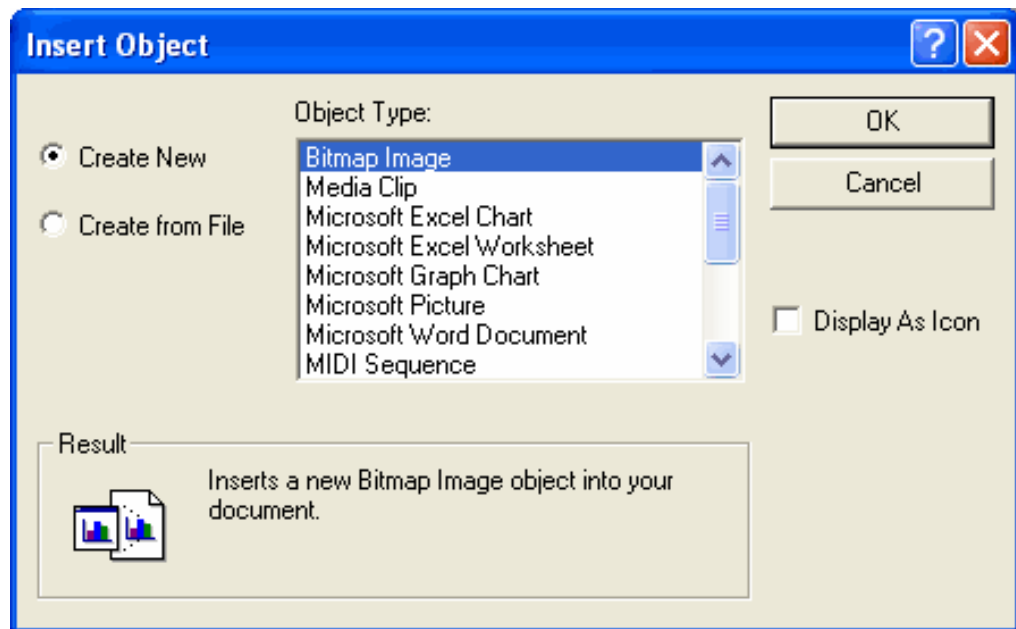 Insert Object
Object Type:
Create New
Create from File
Bitmap Image
Media Clip
Microsoft Excel Chart
Microsoft Excel Worksheet
Microsoft Graph Chart
Microsoft Picture
Microsoft Word Document
MIDI Sequence
OK
Cancel
Display As Icon
Result
Inserts a new Bitmap Image object into your
document.